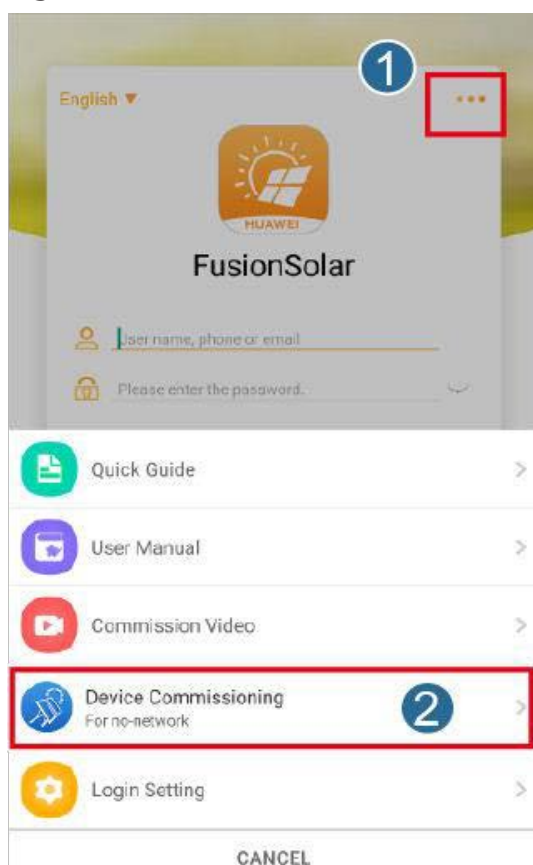 1
English ▼
HUAWEI
FusionSolar
User name, phone or email
Please enter the password.
Quick Guide
User Manual
Commission Video
Device Commissioning
For no-network
2
Login Setting
CANCEL